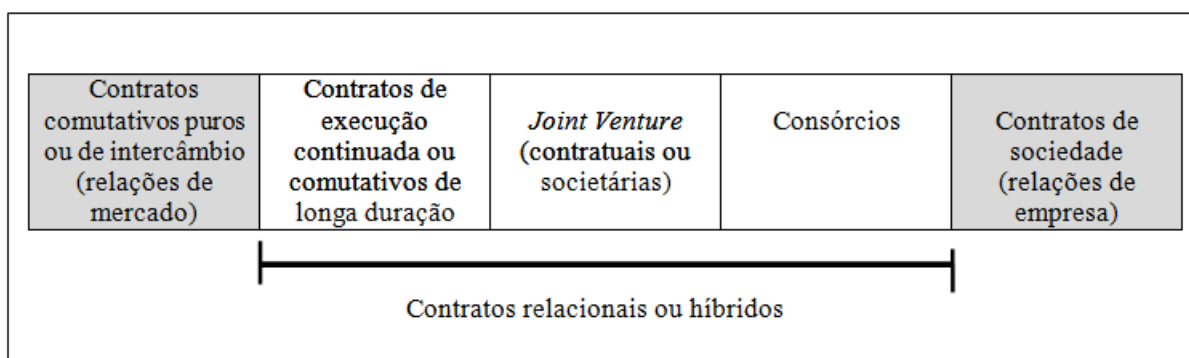 Contratos
comutativos puros
ou de intercâmbio
(relações de
mercado)
Contratos de
execução
continuada ou
comutativos de
longa duração
Joint Venture
(contratuais ou
societárias)
Consórcios
Contratos de
sociedade
(relações de
empresa)
Contratos relacionais ou híbridos